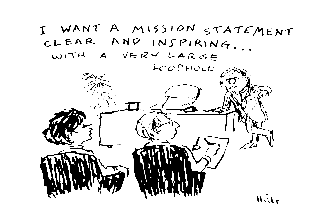 I WANT A MISSION STATEMENT
CLEAR AND INSPIRING...
WITH A VERY LARGE
LOOPHOLE